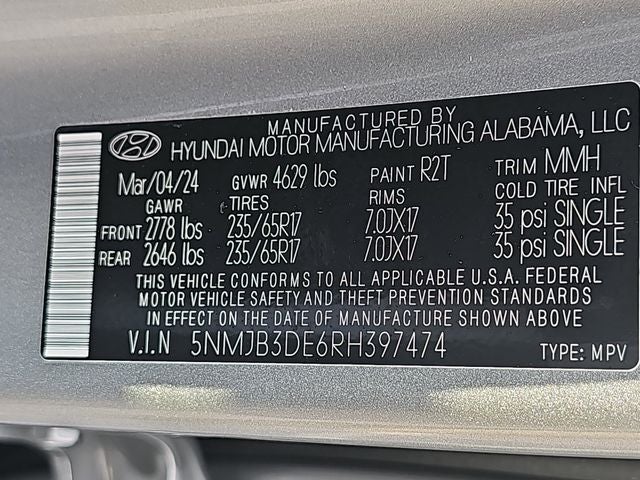 MANUFACTURED BY
HYUNDAI MOTOR MANUFACTURING ALABAMA, LLC
Mar/04/24 GVWR 4629 lbs PAINT R2T TRIM MMH
GAWR TIRES RIMS COLD TIRE INFL
FRONT 2778 lbs 235/65R17 7.0JX17 35 psi SINGLE
REAR 2646 lbs 235/65R17 7.0JX17 35 psi SINGLE
THIS VEHICLE CONFORMS TO ALL APPLICABLE U.S.A. FEDERAL
MOTOR VEHICLE SAFETY AND THEFT PREVENTION STANDARDS
IN EFFECT ON THE DATE OF MANUFACTURE SHOWN ABOVE
V.I.N 5NMJB3DE6RH397474 TYPE: MPV